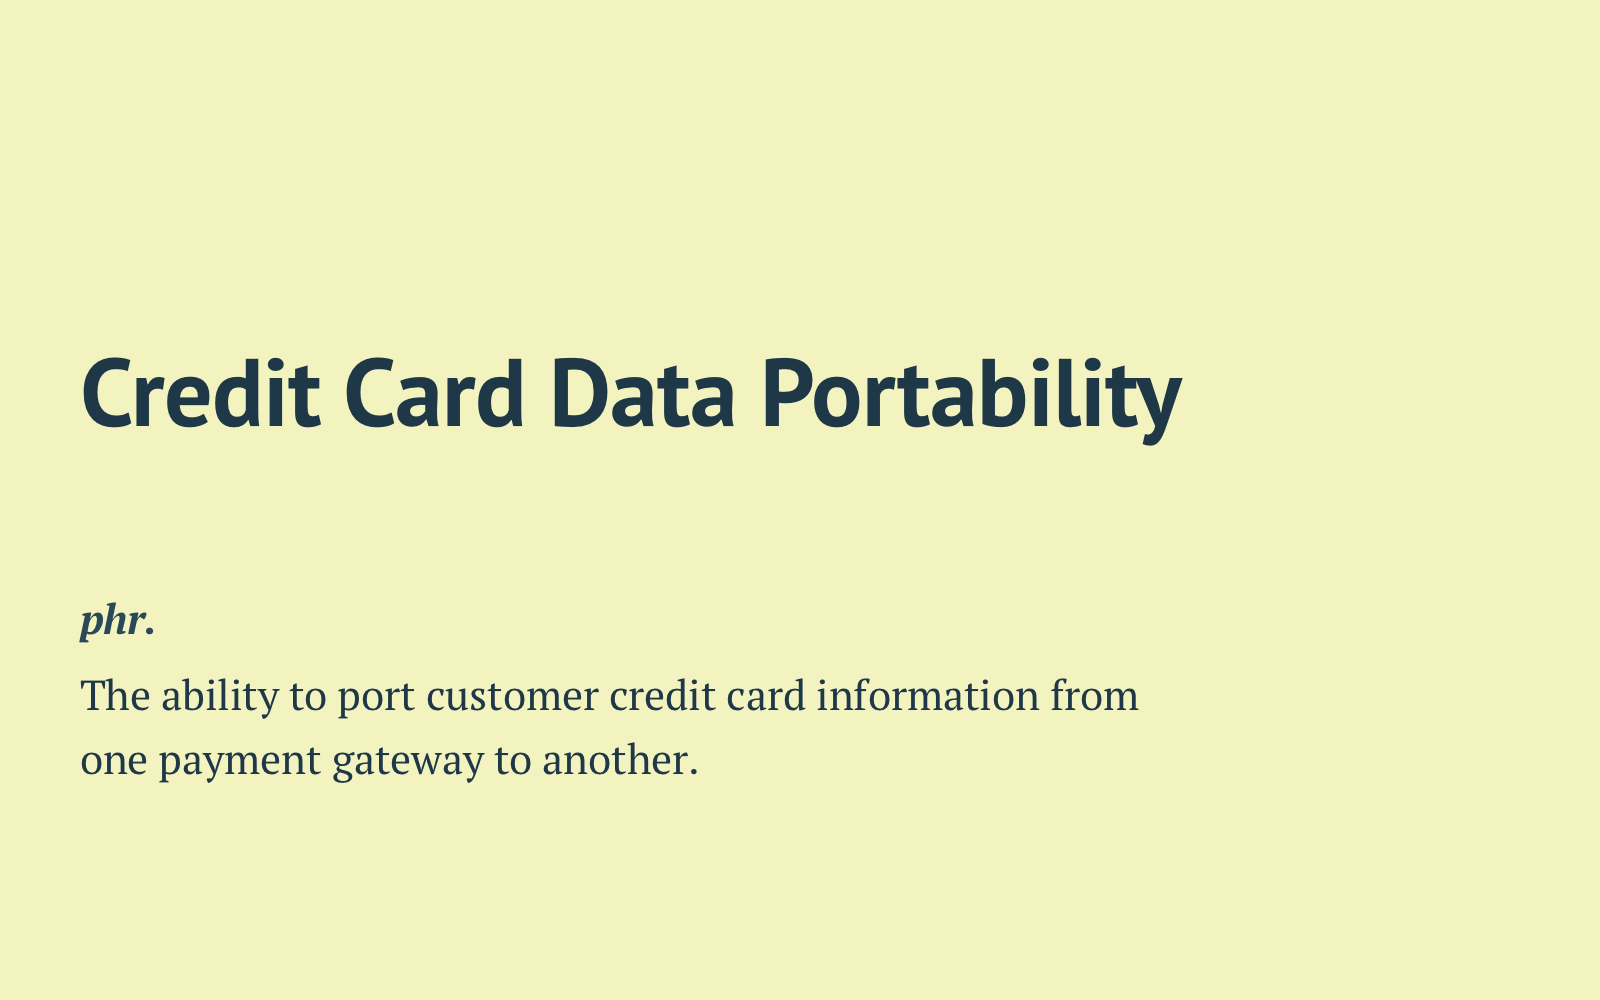 Credit Card Data Portability
phr.
The ability to port customer credit card information from
one payment gateway to another.